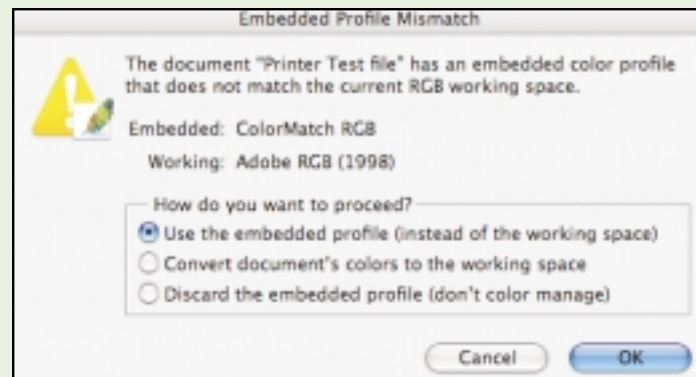 Embedded Profile Mismatch
The document "Printer Test file" has an embedded color profile
that does not match the current RGB working space.
Embedded: ColorMatch RGB
Working: Adobe RGB (1998)
How do you want to proceed?
Use the embedded profile (instead of the working space)
Convert document's colors to the working space
Discard the embedded profile (don't color manage)
Cancel OK